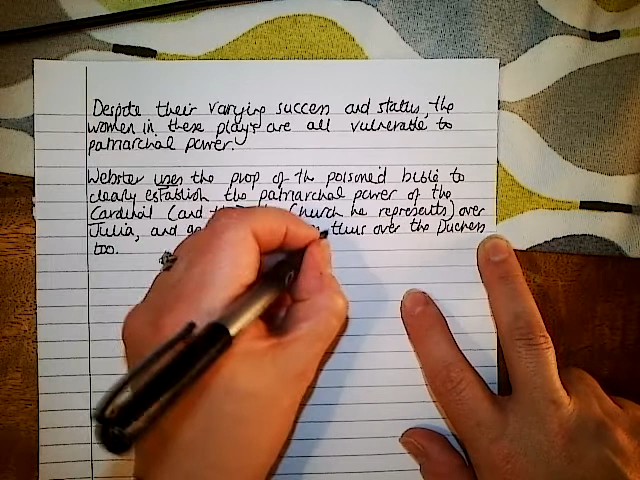 Despite their varying success and status, the
women in these plays are all vulnerable to
patriarchal power.
Webster uses the prop of the poisoned bible to
clearly establish the patriarchal power of the
Cardinal (and Church he represents) over
Julia, and thus over the Duchess
too.